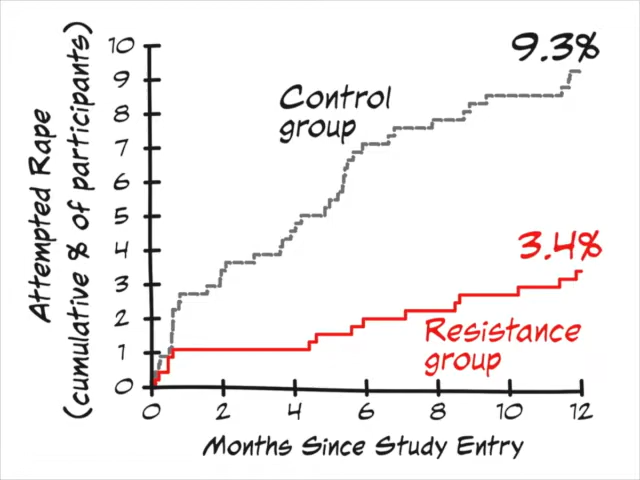 Attempted Rape
(cumulative % of participants)
10
9
8
7
6
5
4
3
2
1
0
9.3%
Control
group
3.4%
Resistance
group
0 2 4 6 8 10 12
Months Since Study Entry